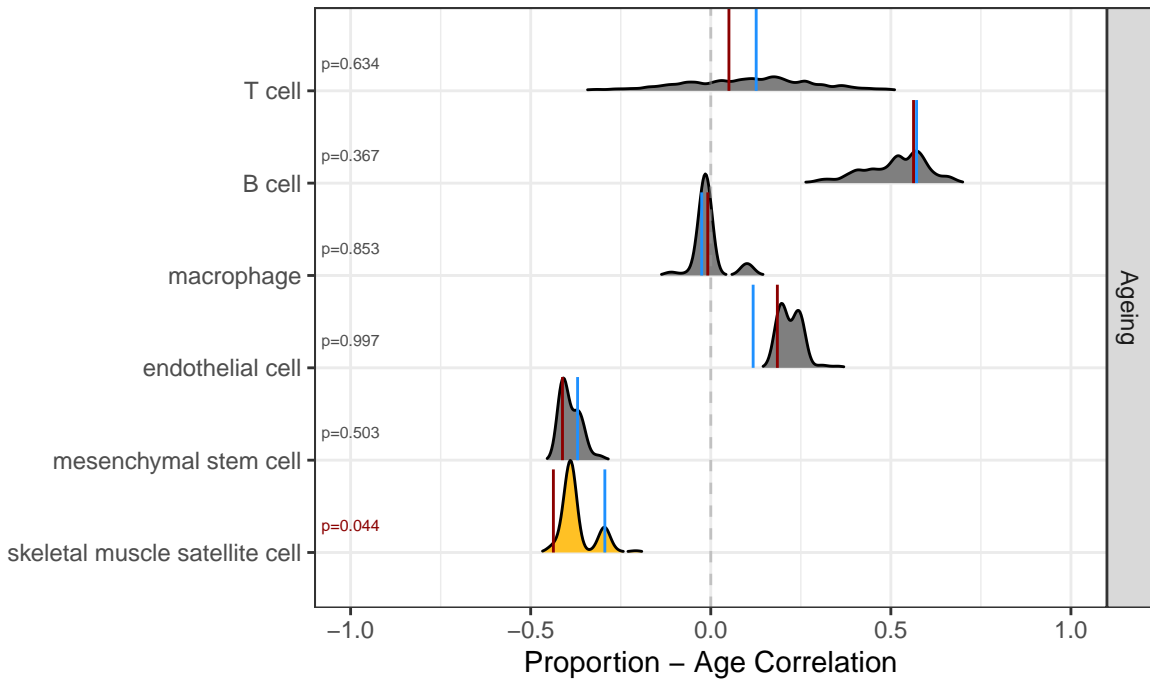 p=0.634
T cell
p=0.367
B cell
p=0.853
macrophage
p=0.997
endothelial cell
p=0.503
mesenchymal stem cell
p=0.044
skeletal muscle satellite cell
Ageing
−1.0 −0.5 0.0 0.5 1.0
Proportion − Age Correlation